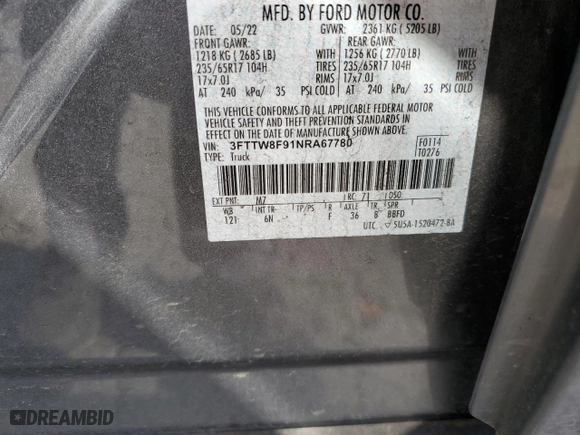 MFD. BY FORD MOTOR CO.
DATE: 05/22 GVWR: 2361 KG (5205 LB)
FRONT GAWR: REAR GAWR:
1218 KG (2685 LB) WITH 1256 KG (2770 LB) WITH
235/65R17 104H TIRES 235/65R17 104H TIRES
17x7.0J RIMS 17x7.0J RIMS
AT 240 kPa/ 35 PSI COLD AT 240 kPa/ 35 PSI COLD
THIS VEHICLE CONFORMS TO ALL APPLICABLE FEDERAL MOTOR
VEHICLE SAFETY AND THEFT PREVENTION STANDARDS IN EFFECT
ON THE DATE OF MANUFACTURE SHOWN ABOVE.
VIN: 3FTTW8F91NRA67780
TYPE: Truck
F0114
T0276
EXT PNT: M7 RC: 71 DSO:
WB INT TR TP/PS R AXLE TR SPR
121 6N F 36 8 BBFD
UTC ▽ 5U5A-1520472-BA
DREAMBID